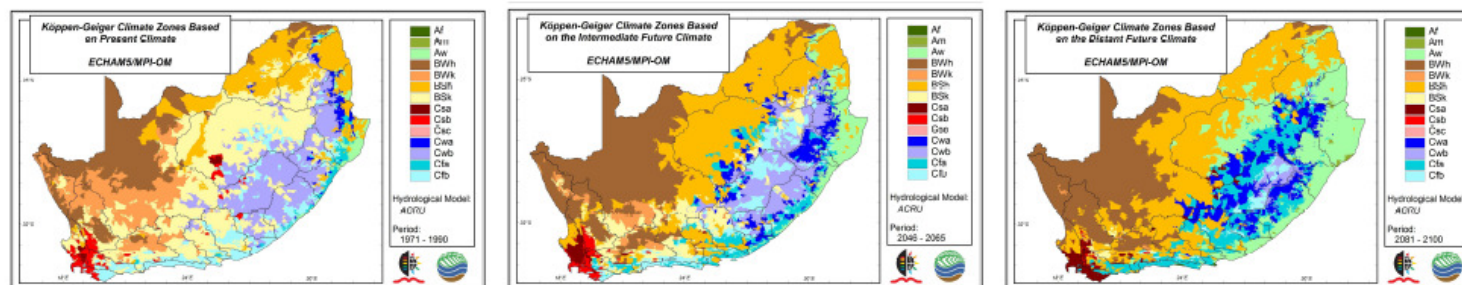 Köppen-Geiger Climate Zones Based
on Present Climate
ECHAM5/MPI-OM
Af
Am
Aw
BWh
BWk
BSh
BSk
Csa
Csb
Csc
Cwa
Cwb
Cfa
Cfb
Hydrological Model:
ACRU
Period:
1971 - 1990
Köppen-Geiger Climate Zones Based
on the Intermediate Future Climate
ECHAM5/MPI-OM
Af
Am
Aw
BWh
BWk
BSh
BSk
Csa
Csb
Csc
Cwa
Cwb
Cfa
Cfb
Hydrological Model:
ACRU
Period:
2046 - 2065
Köppen-Geiger Climate Zones Based
on the Distant Future Climate
ECHAM5/MPI-OM
Af
Am
Aw
BWh
BWk
BSh
BSk
Csa
Csb
Csc
Cwa
Cwb
Cfa
Cfb
Hydrological Model:
ACRU
Period:
2081 - 2100